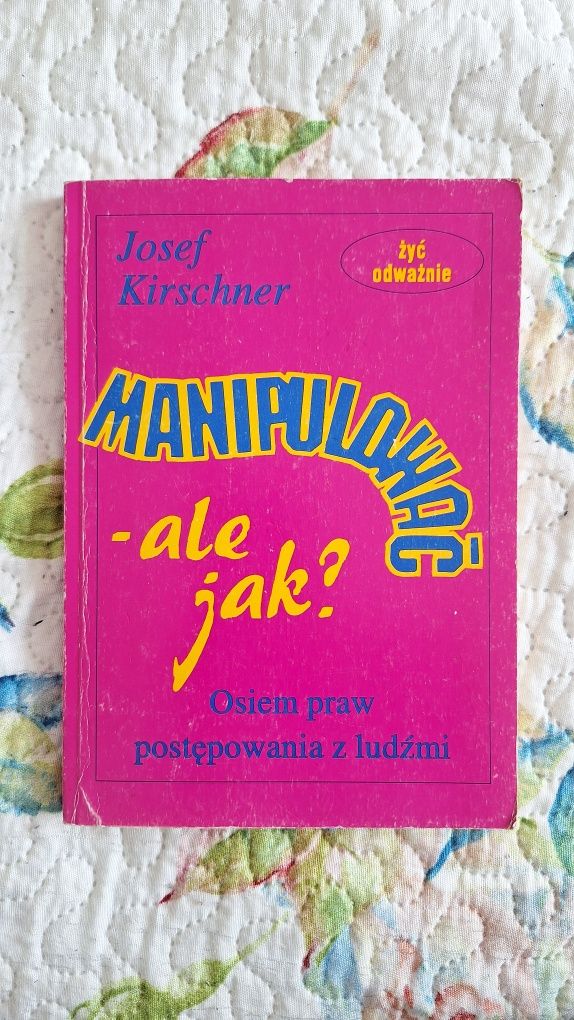 Josef
Kirschner
żyć
odważnie
MANIPULOWAĆ
- ale
jak?
Osiem praw
postępowania z ludźmi